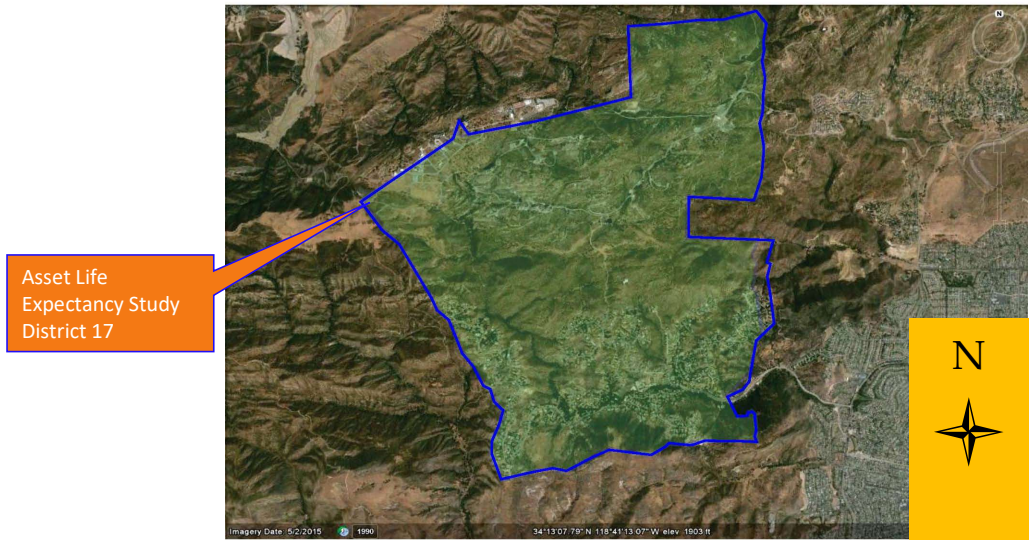 N
Asset Life
Expectancy Study
District 17
N
Imagery Date: 5/2/2015 1990 34°13'07.79" N 118°41'13.07" W elev 1903 ft